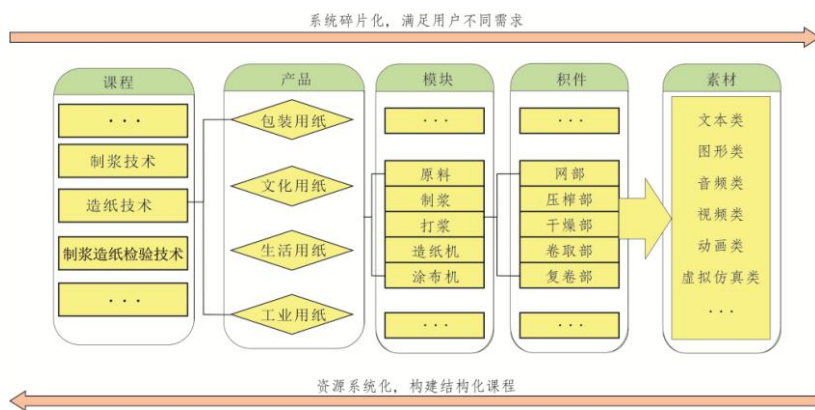 系统碎片化，满足用户不同需求
课程
...
制浆技术
造纸技术
制浆造纸检验技术
...
产品
包装用纸
文化用纸
生活用纸
工业用纸
模块
...
原料
制浆
打浆
造纸机
涂布机
...
积件
...
网部
压榨部
干燥部
卷取部
复卷部
...
素材
文本类
图形类
音频类
视频类
动画类
虚拟仿真类
...
资源系统化，构建结构化课程